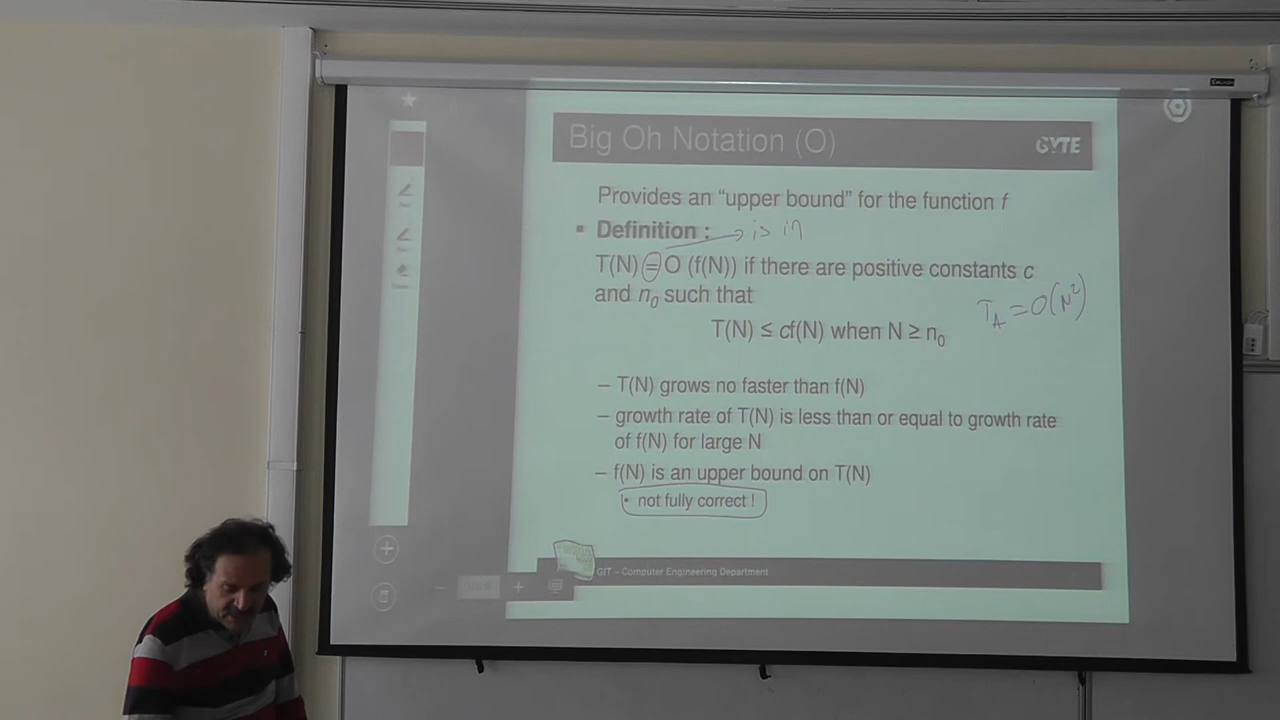 Big Oh Notation (O)
GYTE
Provides an “upper bound” for the function f
▪ Definition : → is in
T(N) = O (f(N)) if there are positive constants c
and n₀ such that
T_A = O(N²)
T(N) ≤ cf(N) when N ≥ n₀
– T(N) grows no faster than f(N)
– growth rate of T(N) is less than or equal to growth rate
of f(N) for large N
– f(N) is an upper bound on T(N)
• not fully correct !
GIT – Computer Engineering Department